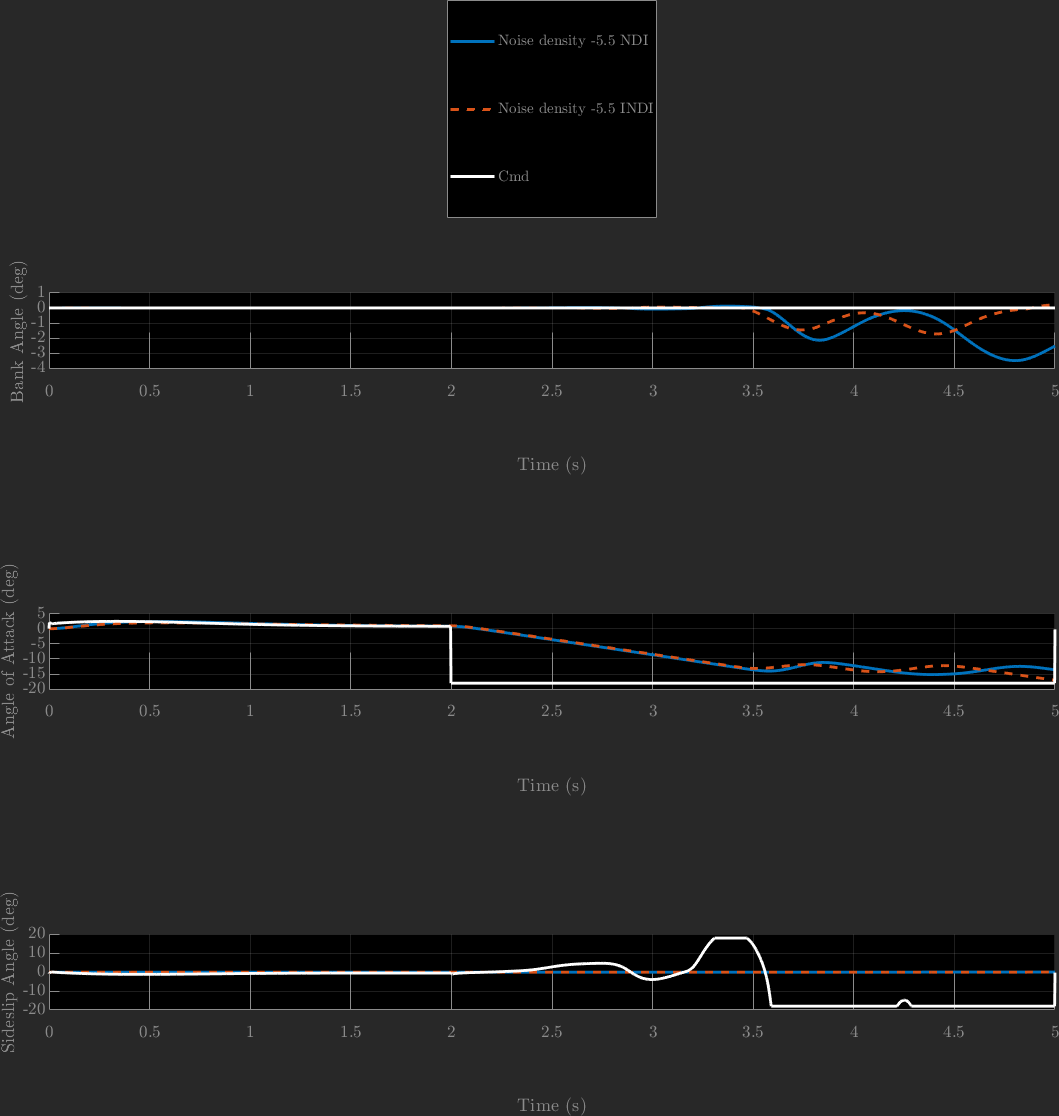 Noise density -5.5 NDI
Noise density -5.5 INDI
Cmd
Bank Angle (deg)
1
0
-1
-2
-3
-4
0 0.5 1 1.5 2 2.5 3 3.5 4 4.5 5
Time (s)
Angle of Attack (deg)
5
0
-5
-10
-15
-20
0 0.5 1 1.5 2 2.5 3 3.5 4 4.5 5
Time (s)
Sideslip Angle (deg)
20
10
0
-10
-20
0 0.5 1 1.5 2 2.5 3 3.5 4 4.5 5
Time (s)